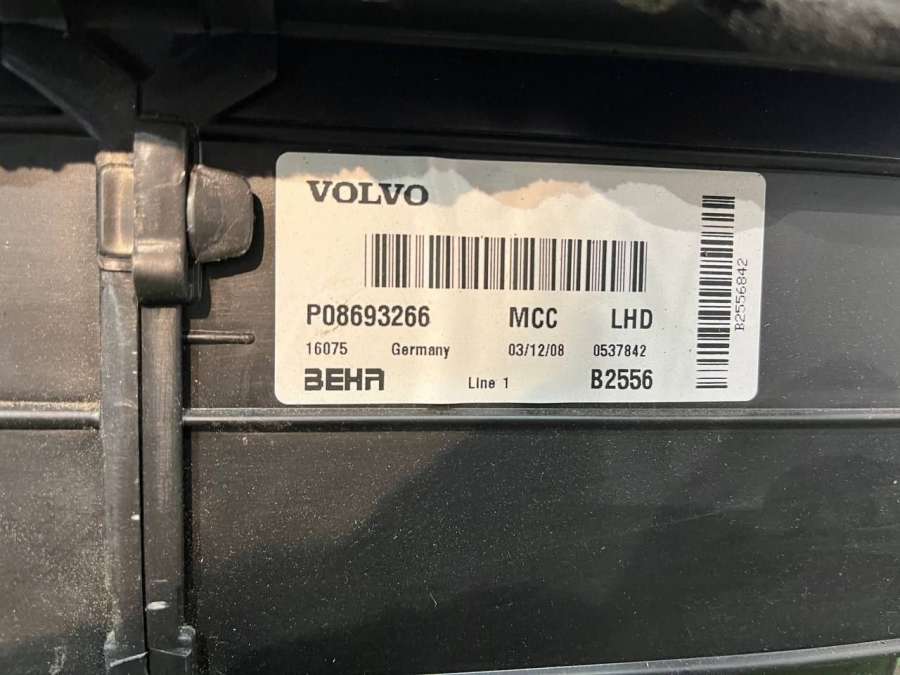 VOLVO
P08693266 MCC LHD
16075 Germany 03/12/08 0537842
BEHR Line 1 B2556
B2556842